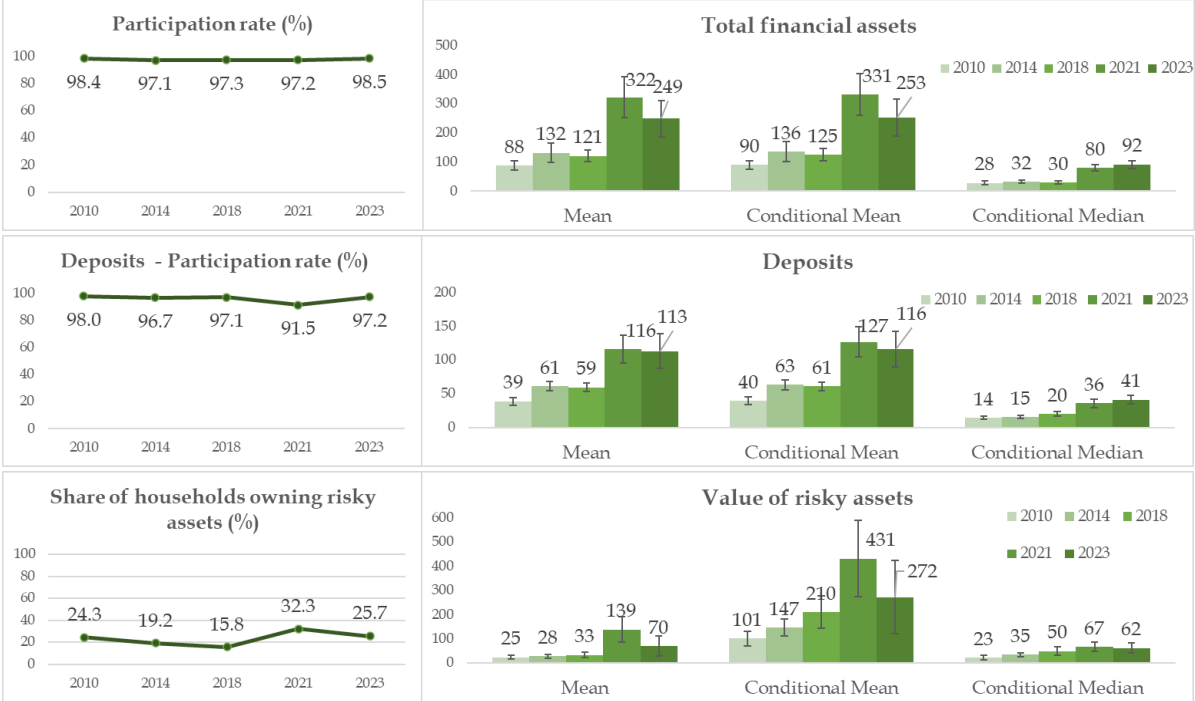 Participation rate (%)
100
80
60
40
20
0
98.4 97.1 97.3 97.2 98.5
2010 2014 2018 2021 2023
Total financial assets
500
400
300
200
100
0
2010 2014 2018 2021 2023
88 132 121 322 249
90 136 125 331 253
28 32 30 80 92
Mean Conditional Mean Conditional Median
Deposits - Participation rate (%)
100
80
60
40
20
0
98.0 96.7 97.1 91.5 97.2
2010 2014 2018 2021 2023
Deposits
200
150
100
50
0
2010 2014 2018 2021 2023
39 61 59 116 113
40 63 61 127 116
14 15 20 36 41
Mean Conditional Mean Conditional Median
Share of households owning risky
assets (%)
100
80
60
40
20
0
24.3 19.2 15.8 32.3 25.7
2010 2014 2018 2021 2023
Value of risky assets
600
500
400
300
200
100
0
2010 2014 2018
2021 2023
25 28 33 139 70
101 147 210 431 272
23 35 50 67 62
Mean Conditional Mean Conditional Median